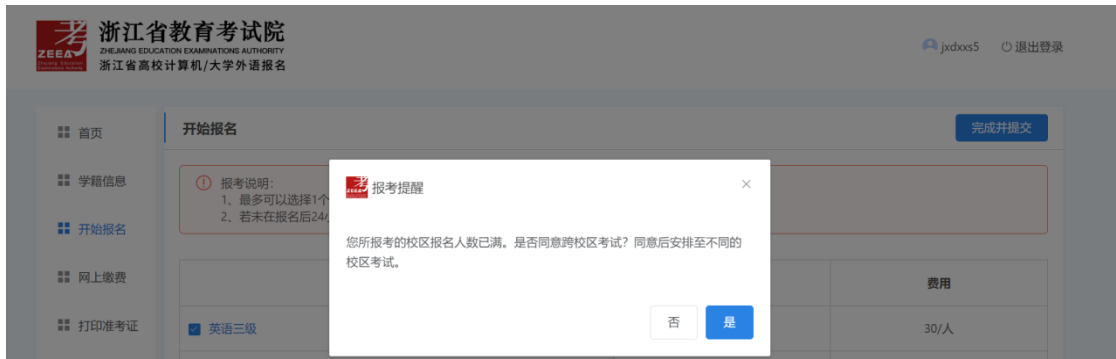 浙江省教育考试院
ZEEA
ZHEJIANG EDUCATION EXAMINATIONS AUTHORITY
浙江省高校计算机/大学外语报名
jxdxxs5
退出登录
首页
开始报名
完成并提交
学籍信息
报考说明:
1、最多可以选择1个
2、若未在报名后24小
报考提醒
开始报名
您所报考的校区报名人数已满。是否同意跨校区考试？同意后安排至不同的
校区考试。
网上缴费
费用
否
是
打印准考证
英语三级
30/人